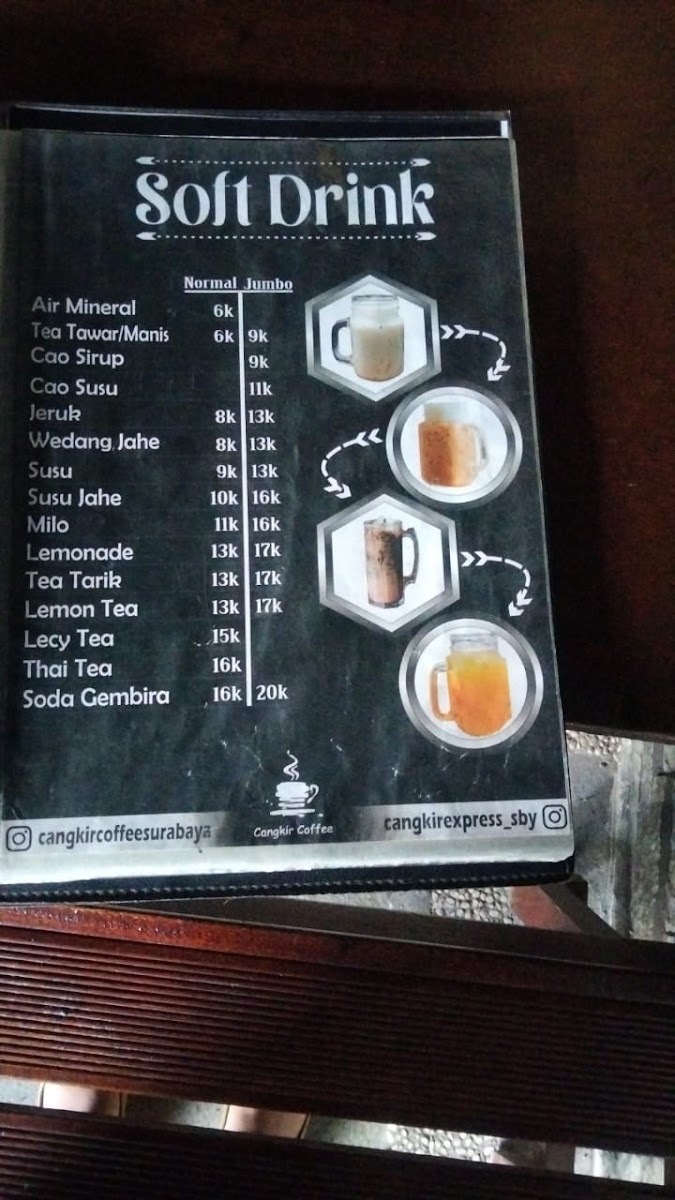 Soft Drink
Normal Jumbo
Air Mineral 6k
Tea Tawar/Manis 6k 9k
Cao Sirup 9k
Cao Susu 11k
Jeruk 8k 13k
Wedang Jahe 8k 13k
Susu 9k 13k
Susu Jahe 10k 16k
Milo 11k 16k
Lemonade 13k 17k
Tea Tarik 13k 17k
Lemon Tea 13k 17k
Lecy Tea 15k
Thai Tea 16k
Soda Gembira 16k 20k
cangkircoffeesurabaya Cangkir Coffee cangkirexpress_sby